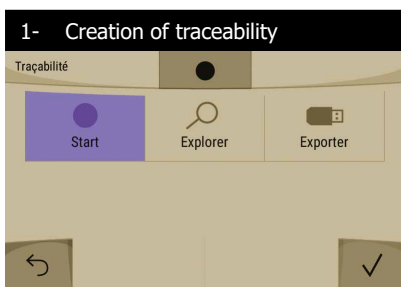 1- Creation of traceability
Traçabilité
Start Explorer Exporter